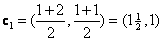 c₁ = (1+2/2, 1+1/2) = (1½, 1)